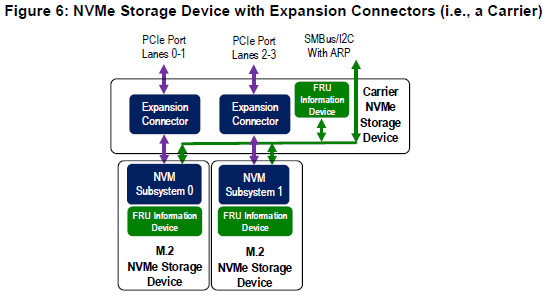 Figure 6: NVMe Storage Device with Expansion Connectors (i.e., a Carrier)
PCIe Port
Lanes 0-1
PCIe Port
Lanes 2-3
SMBus/I2C
With ARP
Expansion
Connector
Expansion
Connector
FRU
Information
Device
Carrier
NVMe
Storage
Device
NVM
Subsystem 0
FRU Information
Device
M.2
NVMe Storage
Device
NVM
Subsystem 1
FRU Information
Device
M.2
NVMe Storage
Device